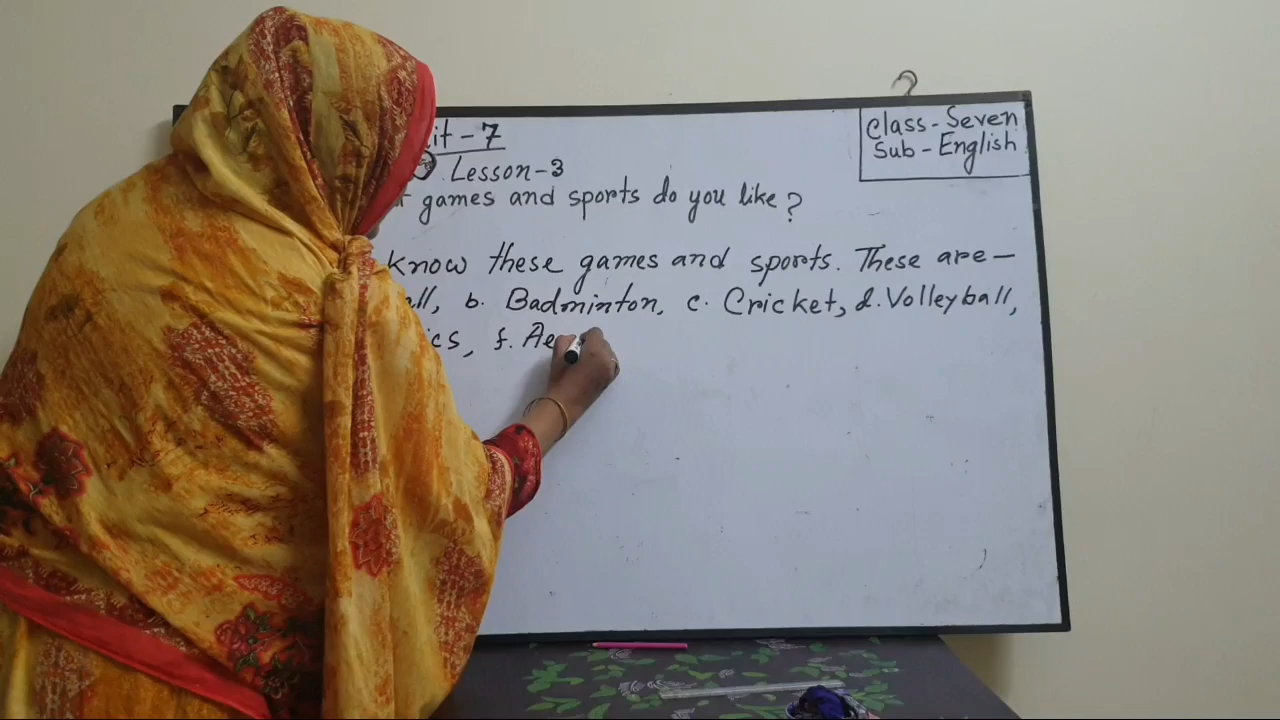 Class - Seven
Sub - English
- 7
Lesson-3
games and sports do you like?
know these games and sports. These are—
b. Badminton, c. Cricket, d. Volleyball,
f.